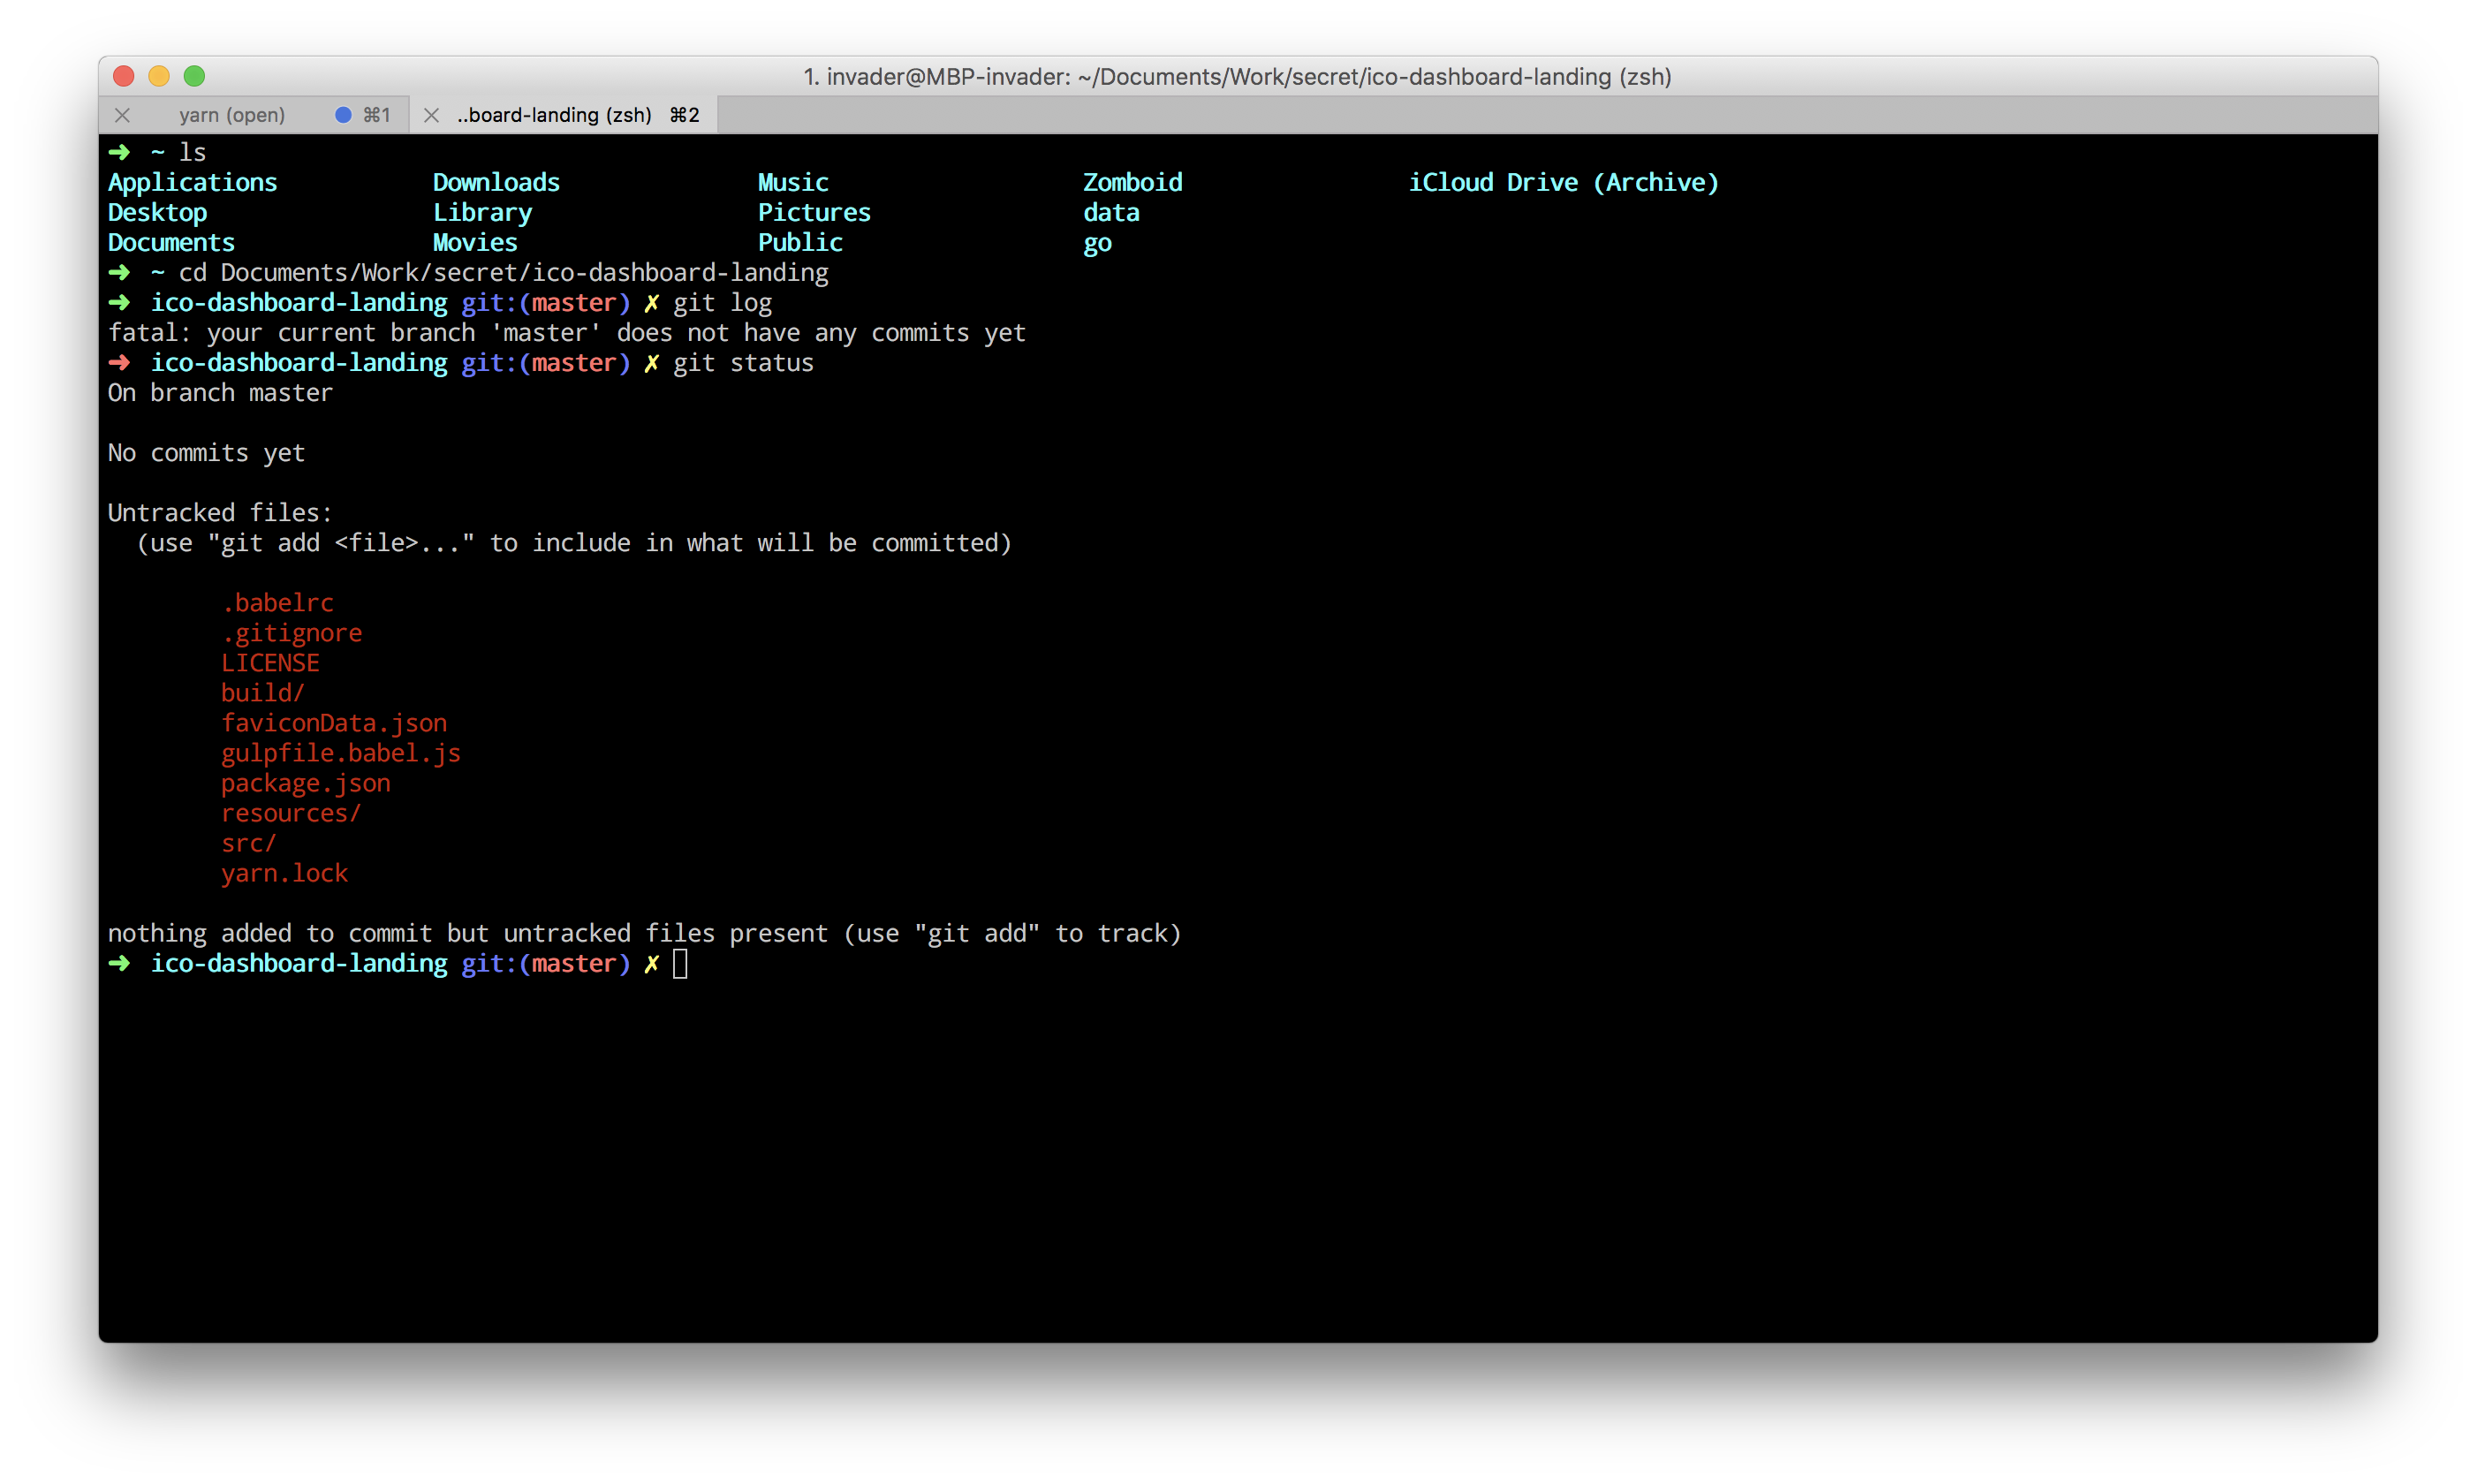 1. invader@MBP-invader: ~/Documents/Work/secret/ico-dashboard-landing (zsh)
yarn (open) ⌘1 ..board-landing (zsh) ⌘2
➜ ~ ls
Applications Downloads Music Zomboid iCloud Drive (Archive)
Desktop Library Pictures data
Documents Movies Public go
➜ ~ cd Documents/Work/secret/ico-dashboard-landing
➜ ico-dashboard-landing git:(master) ✗ git log
fatal: your current branch 'master' does not have any commits yet
➜ ico-dashboard-landing git:(master) ✗ git status
On branch master
No commits yet
Untracked files:
(use "git add <file>..." to include in what will be committed)
.babelrc
.gitignore
LICENSE
build/
faviconData.json
gulpfile.babel.js
package.json
resources/
src/
yarn.lock
nothing added to commit but untracked files present (use "git add" to track)
➜ ico-dashboard-landing git:(master) ✗